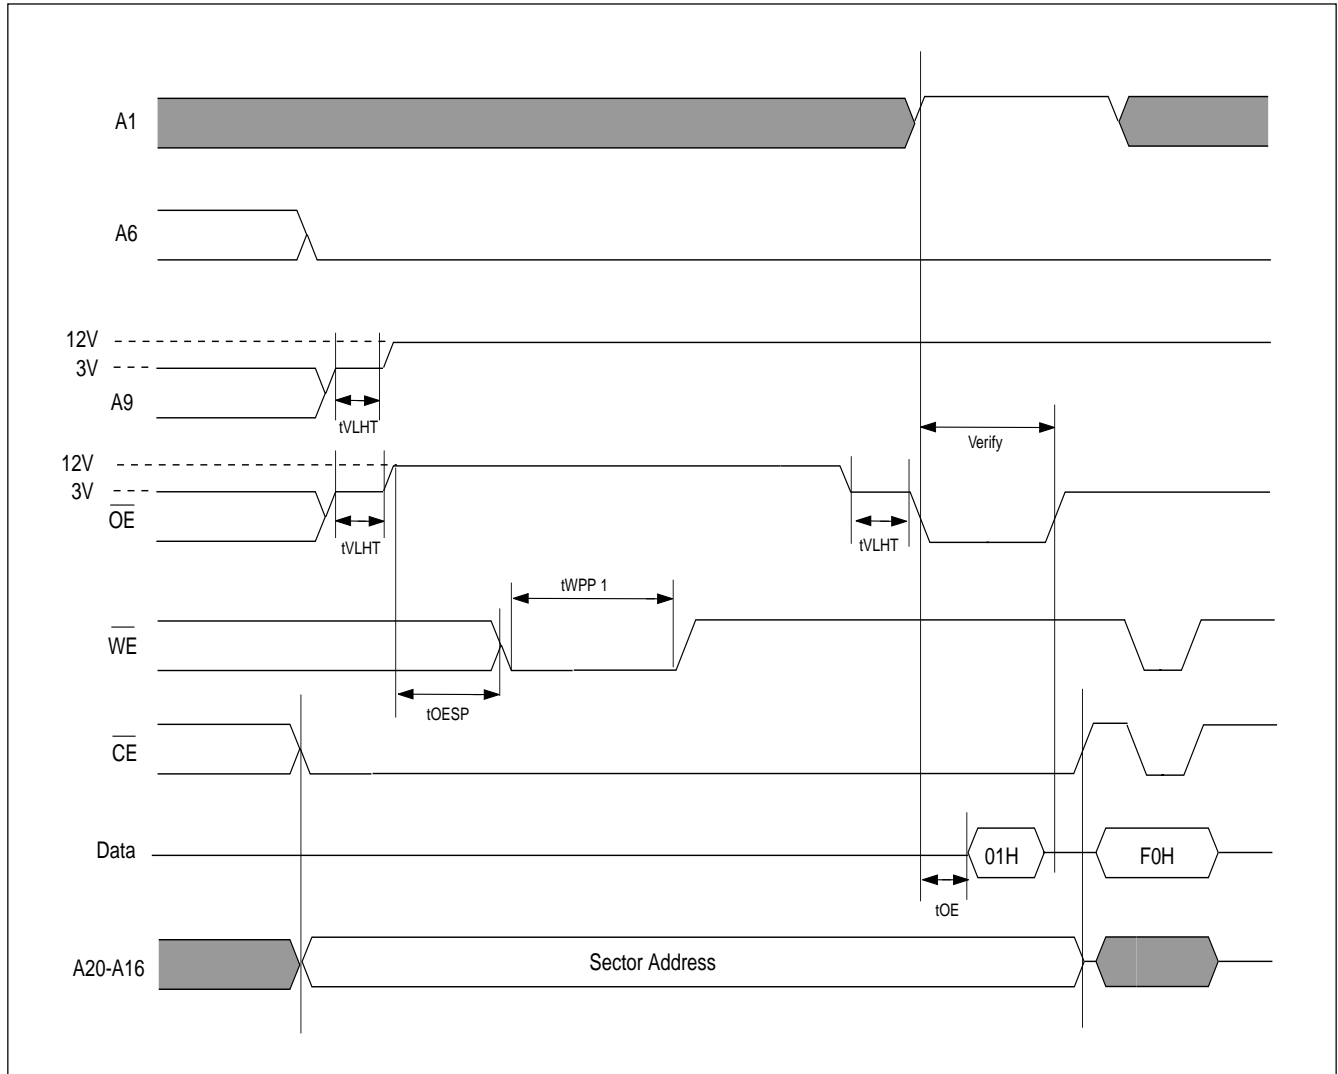 A1
A6
12V
3V
A9
tVLHT
Verify
12V
3V
OE
tVLHT
tVLHT
tWPP 1
WE
tOESP
CE
Data
01H
F0H
tOE
A20-A16
Sector Address